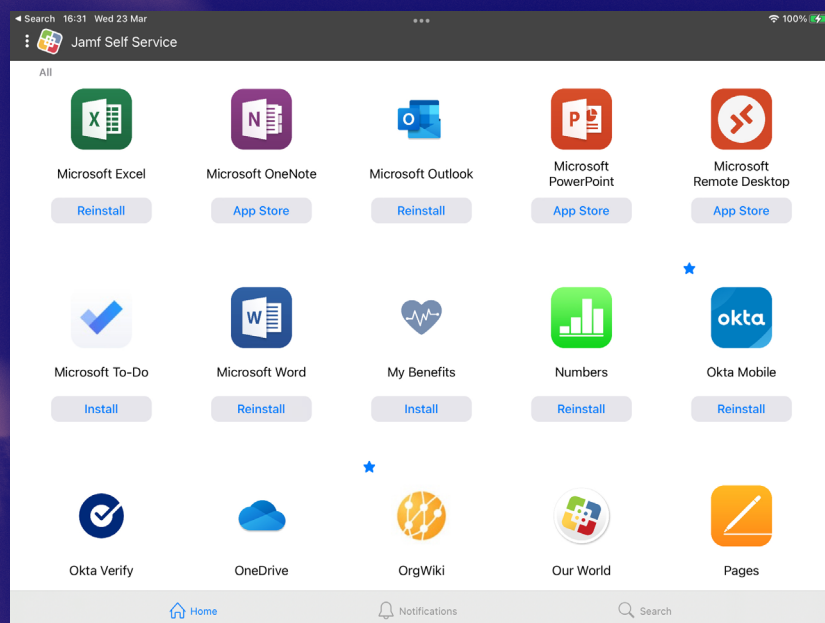 Search 16:31 Wed 23 Mar
100%
Jamf Self Service
All
X
N
O
P
Microsoft Excel
Microsoft OneNote
Microsoft Outlook
Microsoft
PowerPoint
Microsoft
Remote Desktop
Reinstall
App Store
Reinstall
App Store
App Store
W
okta
Microsoft To-Do
Microsoft Word
My Benefits
Numbers
Okta Mobile
Install
Reinstall
Install
Reinstall
Reinstall
Okta Verify
OneDrive
OrgWiki
Our World
Pages
Home
Notifications
Search